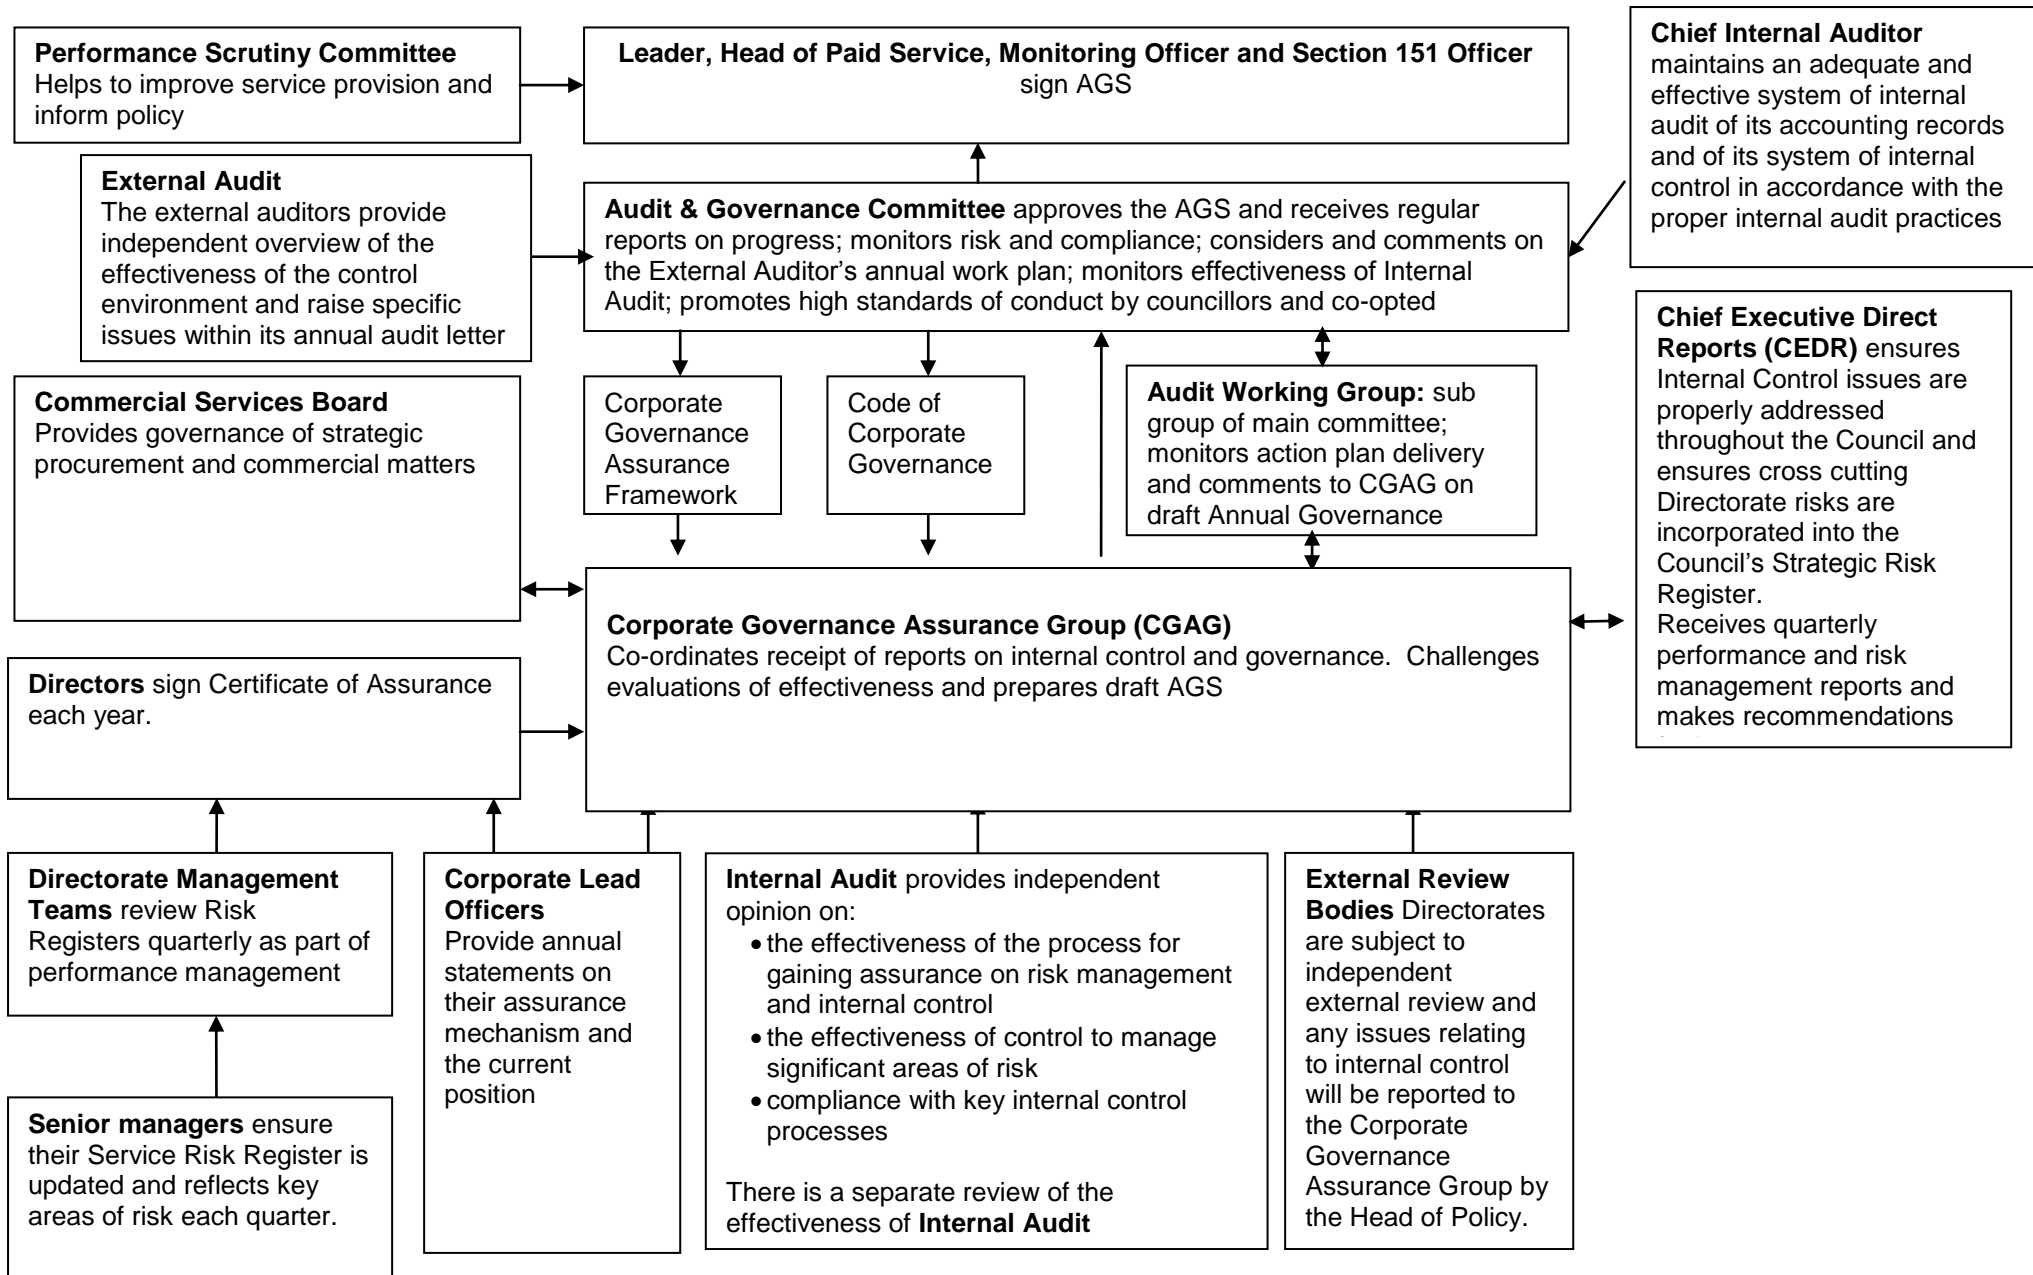 Performance Scrutiny Committee
Helps to improve service provision and
inform policy
Leader, Head of Paid Service, Monitoring Officer and Section 151 Officer
sign AGS
Chief Internal Auditor
maintains an adequate and
effective system of internal
audit of its accounting records
and of its system of internal
control in accordance with the
proper internal audit practices
External Audit
The external auditors provide
independent overview of the
effectiveness of the control
environment and raise specific
issues within its annual audit letter
Audit & Governance Committee approves the AGS and receives regular
reports on progress; monitors risk and compliance; considers and comments on
the External Auditor’s annual work plan; monitors effectiveness of Internal
Audit; promotes high standards of conduct by councillors and co-opted
Chief Executive Direct
Reports (CEDR) ensures
Internal Control issues are
properly addressed
throughout the Council and
ensures cross cutting
Directorate risks are
incorporated into the
Council’s Strategic Risk
Register.
Receives quarterly
performance and risk
management reports and
makes recommendations
Commercial Services Board
Provides governance of strategic
procurement and commercial matters
Corporate
Governance
Assurance
Framework
Code of
Corporate
Governance
Audit Working Group: sub
group of main committee;
monitors action plan delivery
and comments to CGAG on
draft Annual Governance
Corporate Governance Assurance Group (CGAG)
Co-ordinates receipt of reports on internal control and governance.  Challenges
evaluations of effectiveness and prepares draft AGS
Directors sign Certificate of Assurance
each year.
Directorate Management
Teams review Risk
Registers quarterly as part of
performance management
Corporate Lead
Officers
Provide annual
statements on
their assurance
mechanism and
the current
position
Internal Audit provides independent
opinion on:
• the effectiveness of the process for
gaining assurance on risk management
and internal control
• the effectiveness of control to manage
significant areas of risk
• compliance with key internal control
processes
There is a separate review of the
effectiveness of Internal Audit
External Review
Bodies Directorates
are subject to
independent
external review and
any issues relating
to internal control
will be reported to
the Corporate
Governance
Assurance Group by
the Head of Policy.
Senior managers ensure
their Service Risk Register is
updated and reflects key
areas of risk each quarter.